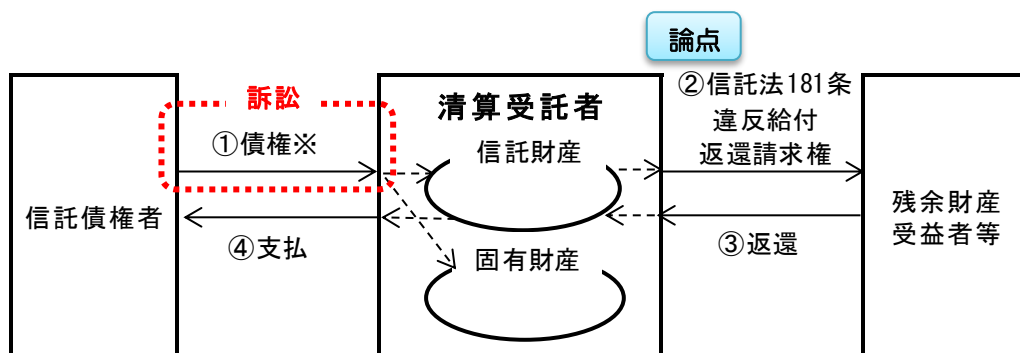 論点
訴訟
①債権※
清算受託者
信託財産
②信託法181条
違反給付
返還請求権
信託債権者
残余財産
受益者等
④支払
固有財産
③返還